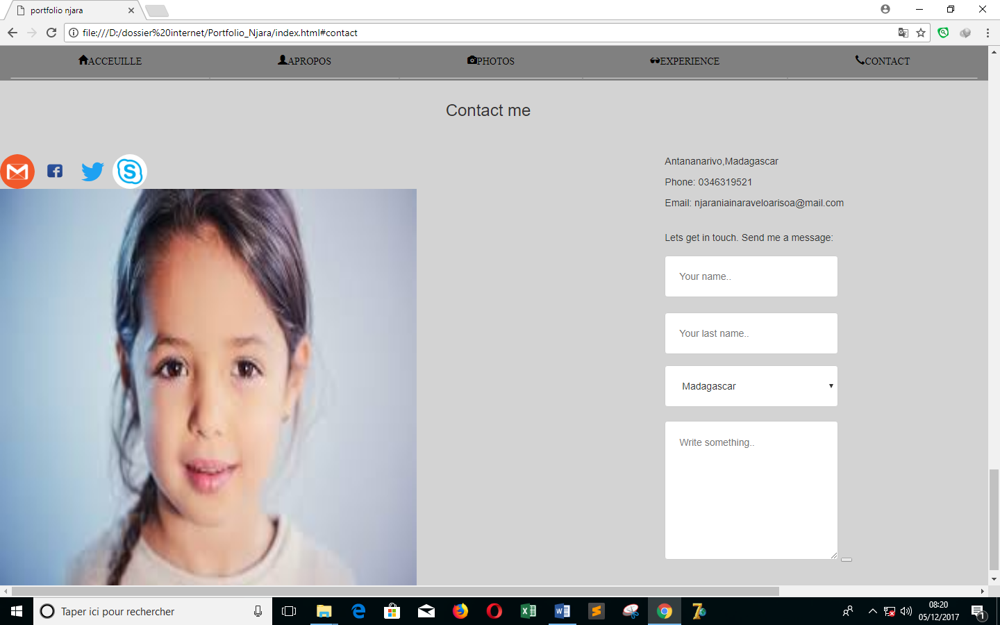 portfolio njara
file:///D:/dossier%20internet/Portfolio_Njara/index.html#contact
ACCEUILLE APROPOS PHOTOS EXPERIENCE CONTACT
Contact me
Antananarivo,Madagascar
Phone: 0346319521
Email: njaraniainaraveloarisoa@mail.com
Lets get in touch. Send me a message:
Your name..
Your last name..
Madagascar
Write something..
Taper ici pour rechercher
08:20
05/12/2017
1